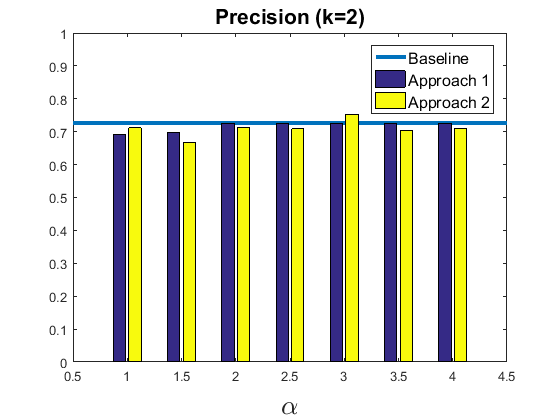 Precision (k=2)
1
0.9
0.8
0.7
0.6
0.5
0.4
0.3
0.2
0.1
0
Baseline
Approach 1
Approach 2
0.5 1 1.5 2 2.5 3 3.5 4 4.5
α